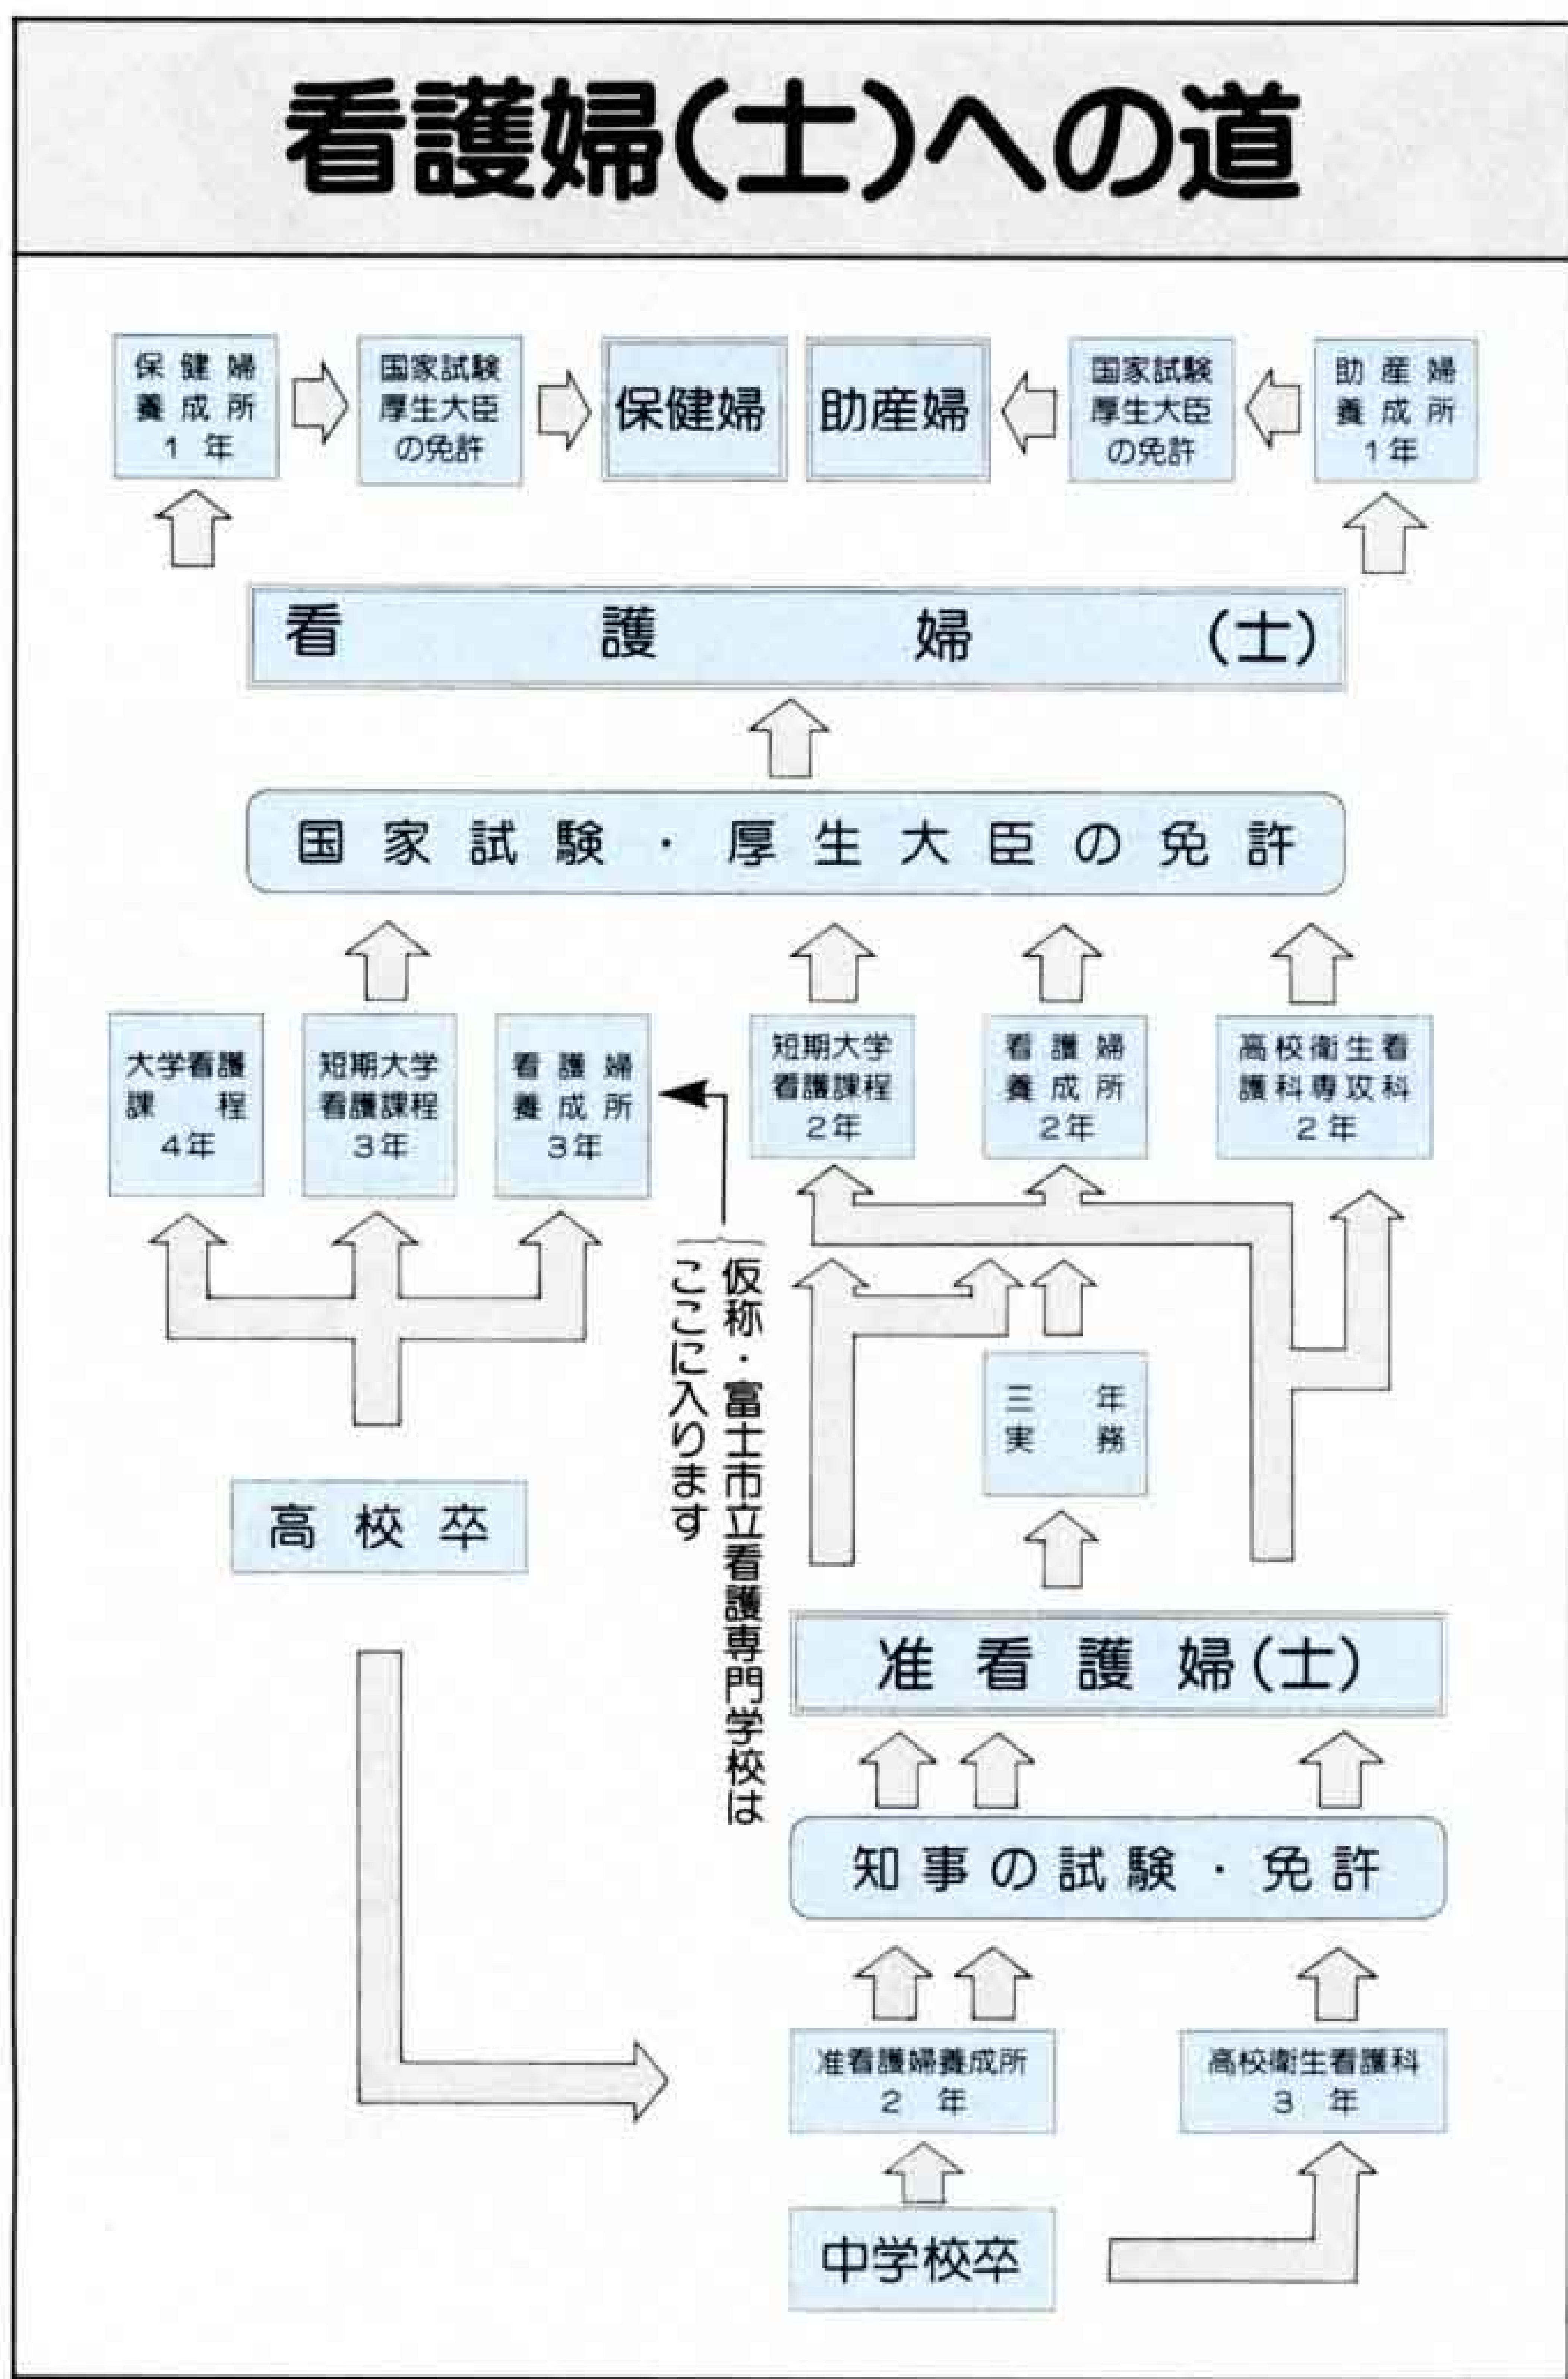 看護婦(士)への道
保健婦
養成所
1年
国家試験
厚生大臣
の免許
保健婦
助産婦
国家試験
厚生大臣
の免許
助産婦
養成所
1年
看護婦(士)
国家試験・厚生大臣の免許
大学看護
課程
4年
短期大学
看護課程
3年
看護婦
養成所
3年
短期大学
看護課程
2年
看護婦
養成所
2年
高校衛生看
護科専攻科
2年
仮称・富士市立看護専門学校は
ここに入ります
三年
実務
高校卒
准看護婦(士)
知事の試験・免許
准看護婦養成所
2年
高校衛生看護科
3年
中学校卒